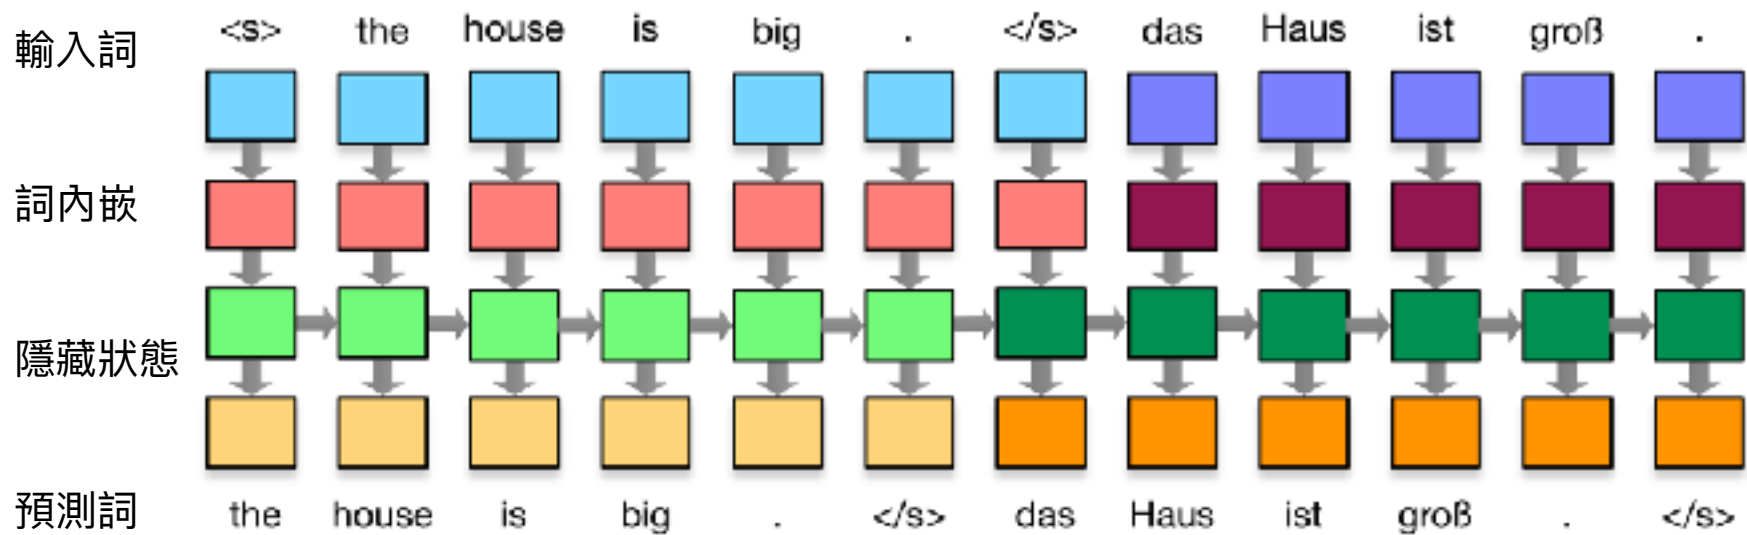 輸入詞 <s> the house is big . </s> das Haus ist groß .
詞內嵌
隱藏狀態
預測詞 the house is big . </s> das Haus ist groß . </s>